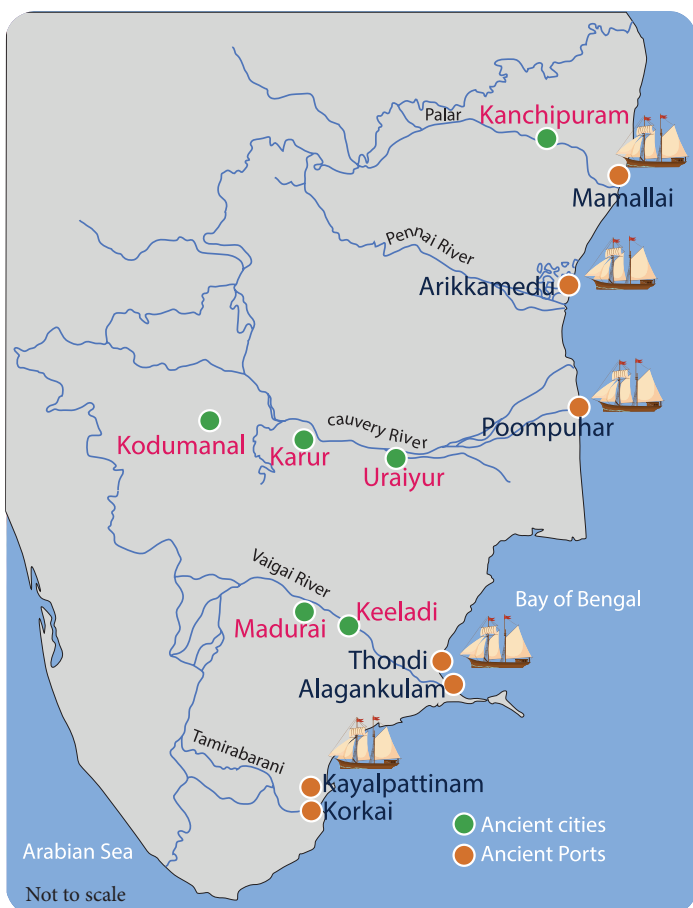 Palar
Kanchipuram
Mamallai
Pennai River
Arikkamedu
Poompuhar
cauvery River
Kodumanal
Karur
Uraiyur
Vaigai River
Bay of Bengal
Keeladi
Madurai
Thondi
Alagankulam
Tamirabarani
Kayalpattinam
Korkai
Ancient cities
Ancient Ports
Arabian Sea
Not to scale